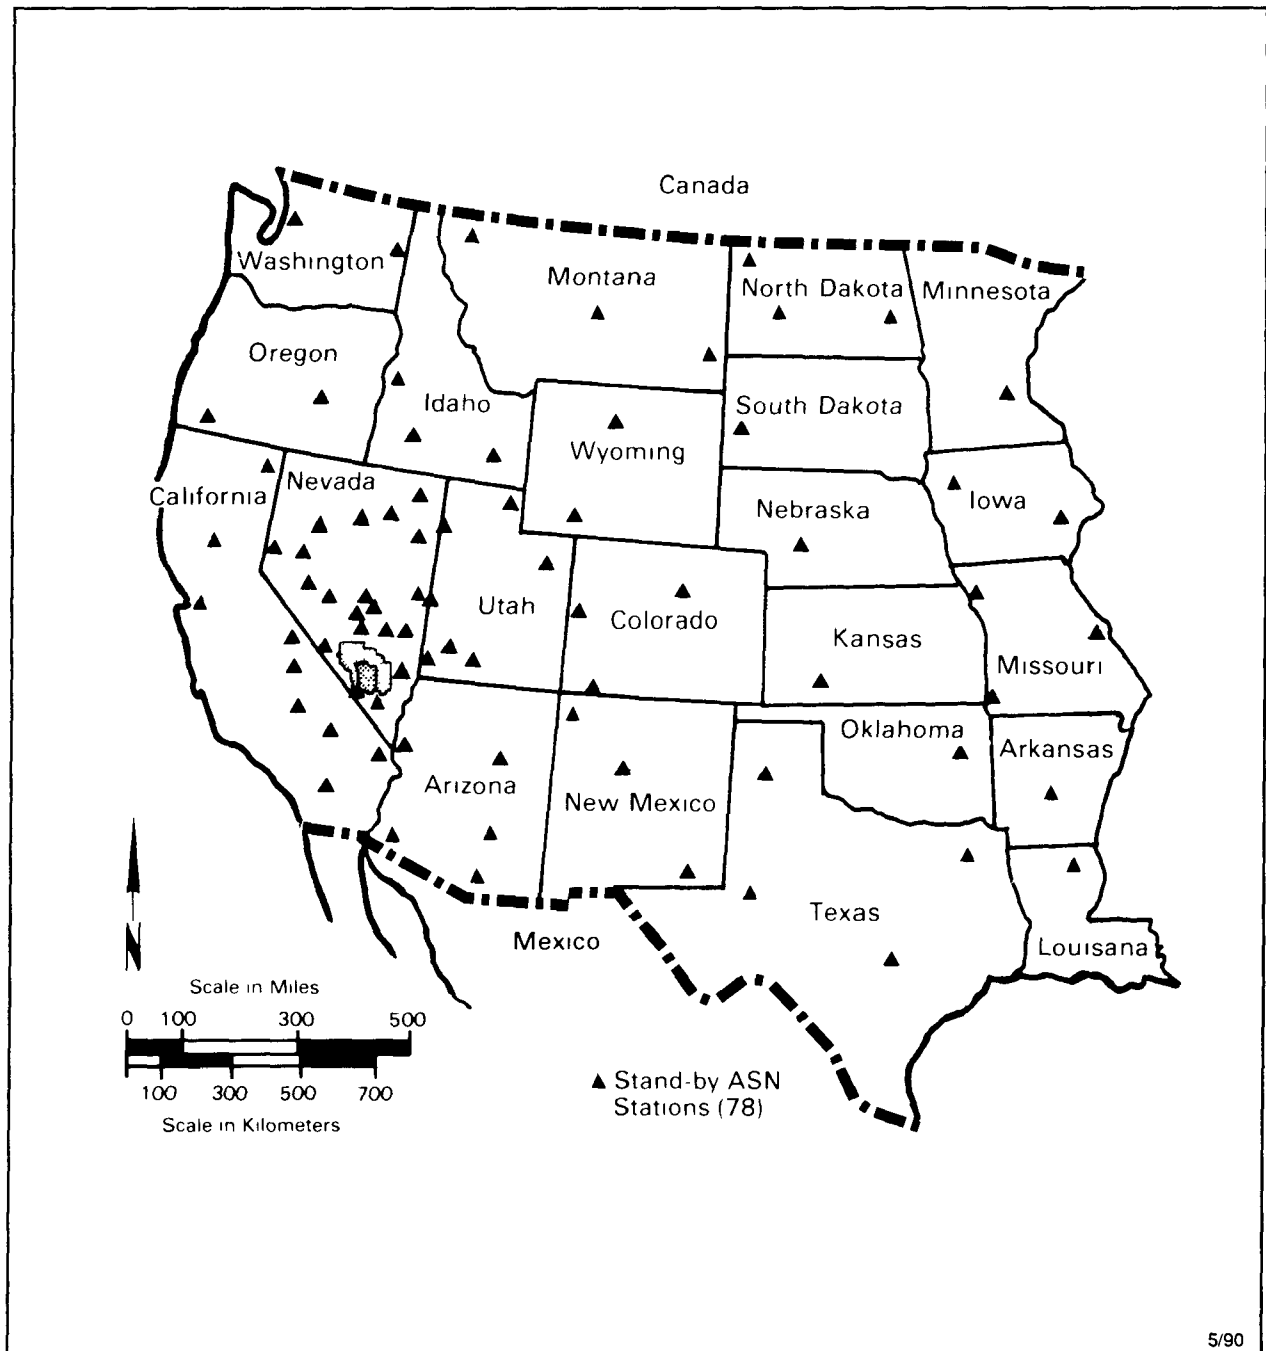 Canada
Washington
Montana
North Dakota
Minnesota
Oregon
Idaho
South Dakota
Wyoming
California
Nevada
Nebraska
Iowa
Utah
Colorado
Kansas
Missouri
Oklahoma
Arkansas
Arizona
New Mexico
Texas
Louisana
Mexico
N
Scale in Miles
0 100 300 500
100 300 500 700
Scale in Kilometers
Stand-by ASN
Stations (78)
5/90